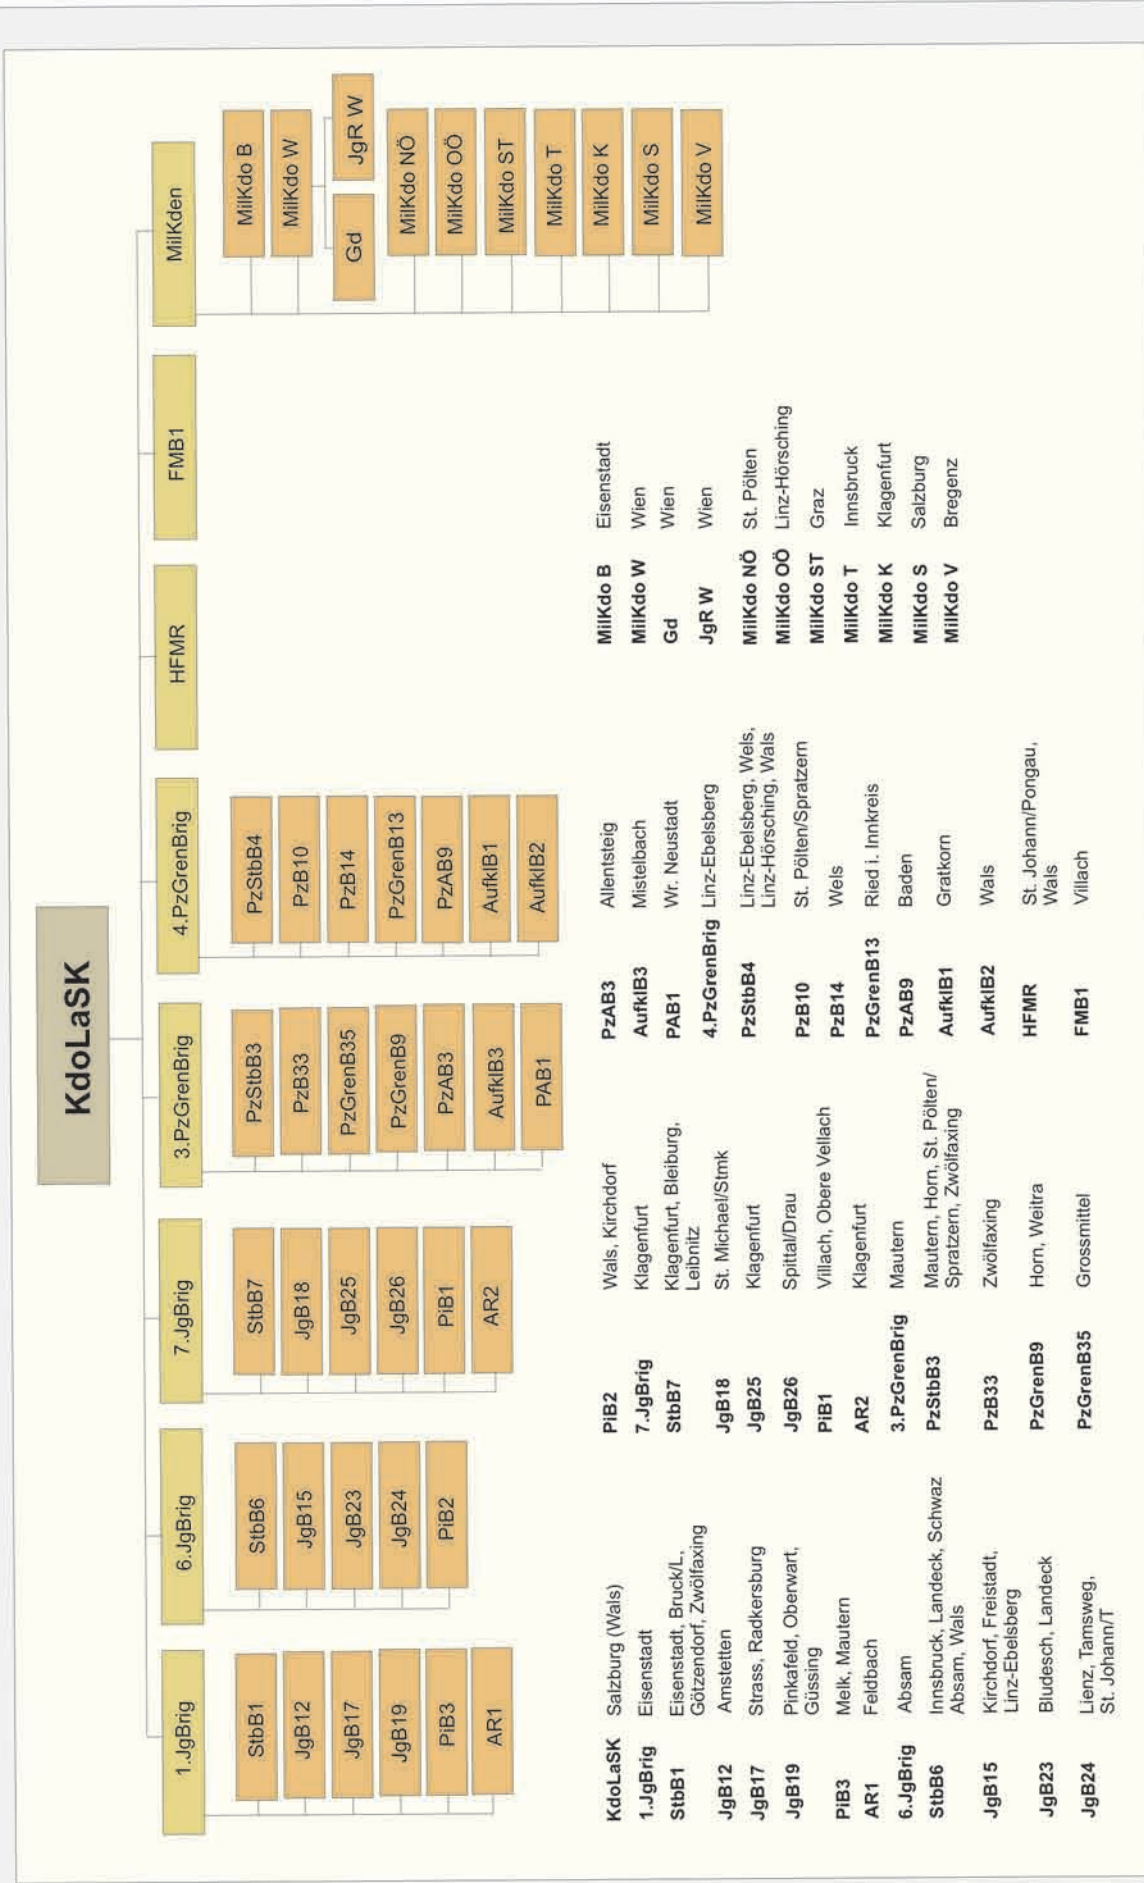 KdoLaSK
1.JgBrig
StbB1
JgB12
JgB17
JgB19
PiB3
AR1
6.JgBrig
StbB6
JgB15
JgB23
JgB24
PiB2
7.JgBrig
StbB7
JgB18
JgB25
JgB26
PiB1
AR2
3.PzGrenBrig
PzStbB3
PzB33
PzGrenB35
PzGrenB9
PzAB3
AufklB3
PAB1
4.PzGrenBrig
PzStbB4
PzB10
PzB14
PzGrenB13
PzAB9
AufklB1
AufklB2
HFMR
FMB1
MilKden
MilKdo B
MilKdo W
Gd
JgR W
MilKdo NÖ
MilKdo OÖ
MilKdo ST
MilKdo T
MilKdo K
MilKdo S
MilKdo V
KdoLaSK Salzburg (Wals)
1.JgBrig Eisenstadt
StbB1 Eisenstadt, Bruck/L,
Götzendorf, Zwölfaxing
JgB12 Amstetten
JgB17 Strass, Radkersburg
JgB19 Pinkafeld, Oberwart,
Güssing
PiB3 Melk, Mautern
AR1 Feldbach
6.JgBrig Absam
StbB6 Innsbruck, Landeck, Schwaz
Absam, Wals
JgB15 Kirchdorf, Freistadt,
Linz-Ebelsberg
JgB23 Bludesch, Landeck
JgB24 Lienz, Tamsweg,
St. Johann/T
PiB2 Wals, Kirchdorf
7.JgBrig Klagenfurt
StbB7 Klagenfurt, Bleiburg,
Leibnitz
JgB18 St. Michael/Stmk
JgB25 Klagenfurt
JgB26 Spittal/Drau
PiB1 Villach, Obere Vellach
AR2 Klagenfurt
3.PzGrenBrig Mautern
PzStbB3 Mautern, Horn, St. Pölten/
Spratzern, Zwölfaxing
PzB33 Zwölfaxing
PzGrenB9 Horn, Weitra
PzGrenB35 Grossmittel
PzAB3 Allentsteig
AufklB3 Mistelbach
PAB1 Wr. Neustadt
4.PzGrenBrig Linz-Ebelsberg
PzStbB4 Linz-Ebelsberg, Wels,
Linz-Hörsching, Wals
PzB10 St. Pölten/Spratzern
PzB14 Wels
PzGrenB13 Ried i. Innkreis
PzAB9 Baden
AufklB1 Gratkorn
AufklB2 Wals
HFMR St. Johann/Pongau,
Wals
FMB1 Villach
MilKdo B Eisenstadt
MilKdo W Wien
Gd Wien
JgR W Wien
MilKdo NÖ St. Pölten
MilKdo OÖ Linz-Hörsching
MilKdo ST Graz
MilKdo T Innsbruck
MilKdo K Klagenfurt
MilKdo S Salzburg
MilKdo V Bregenz